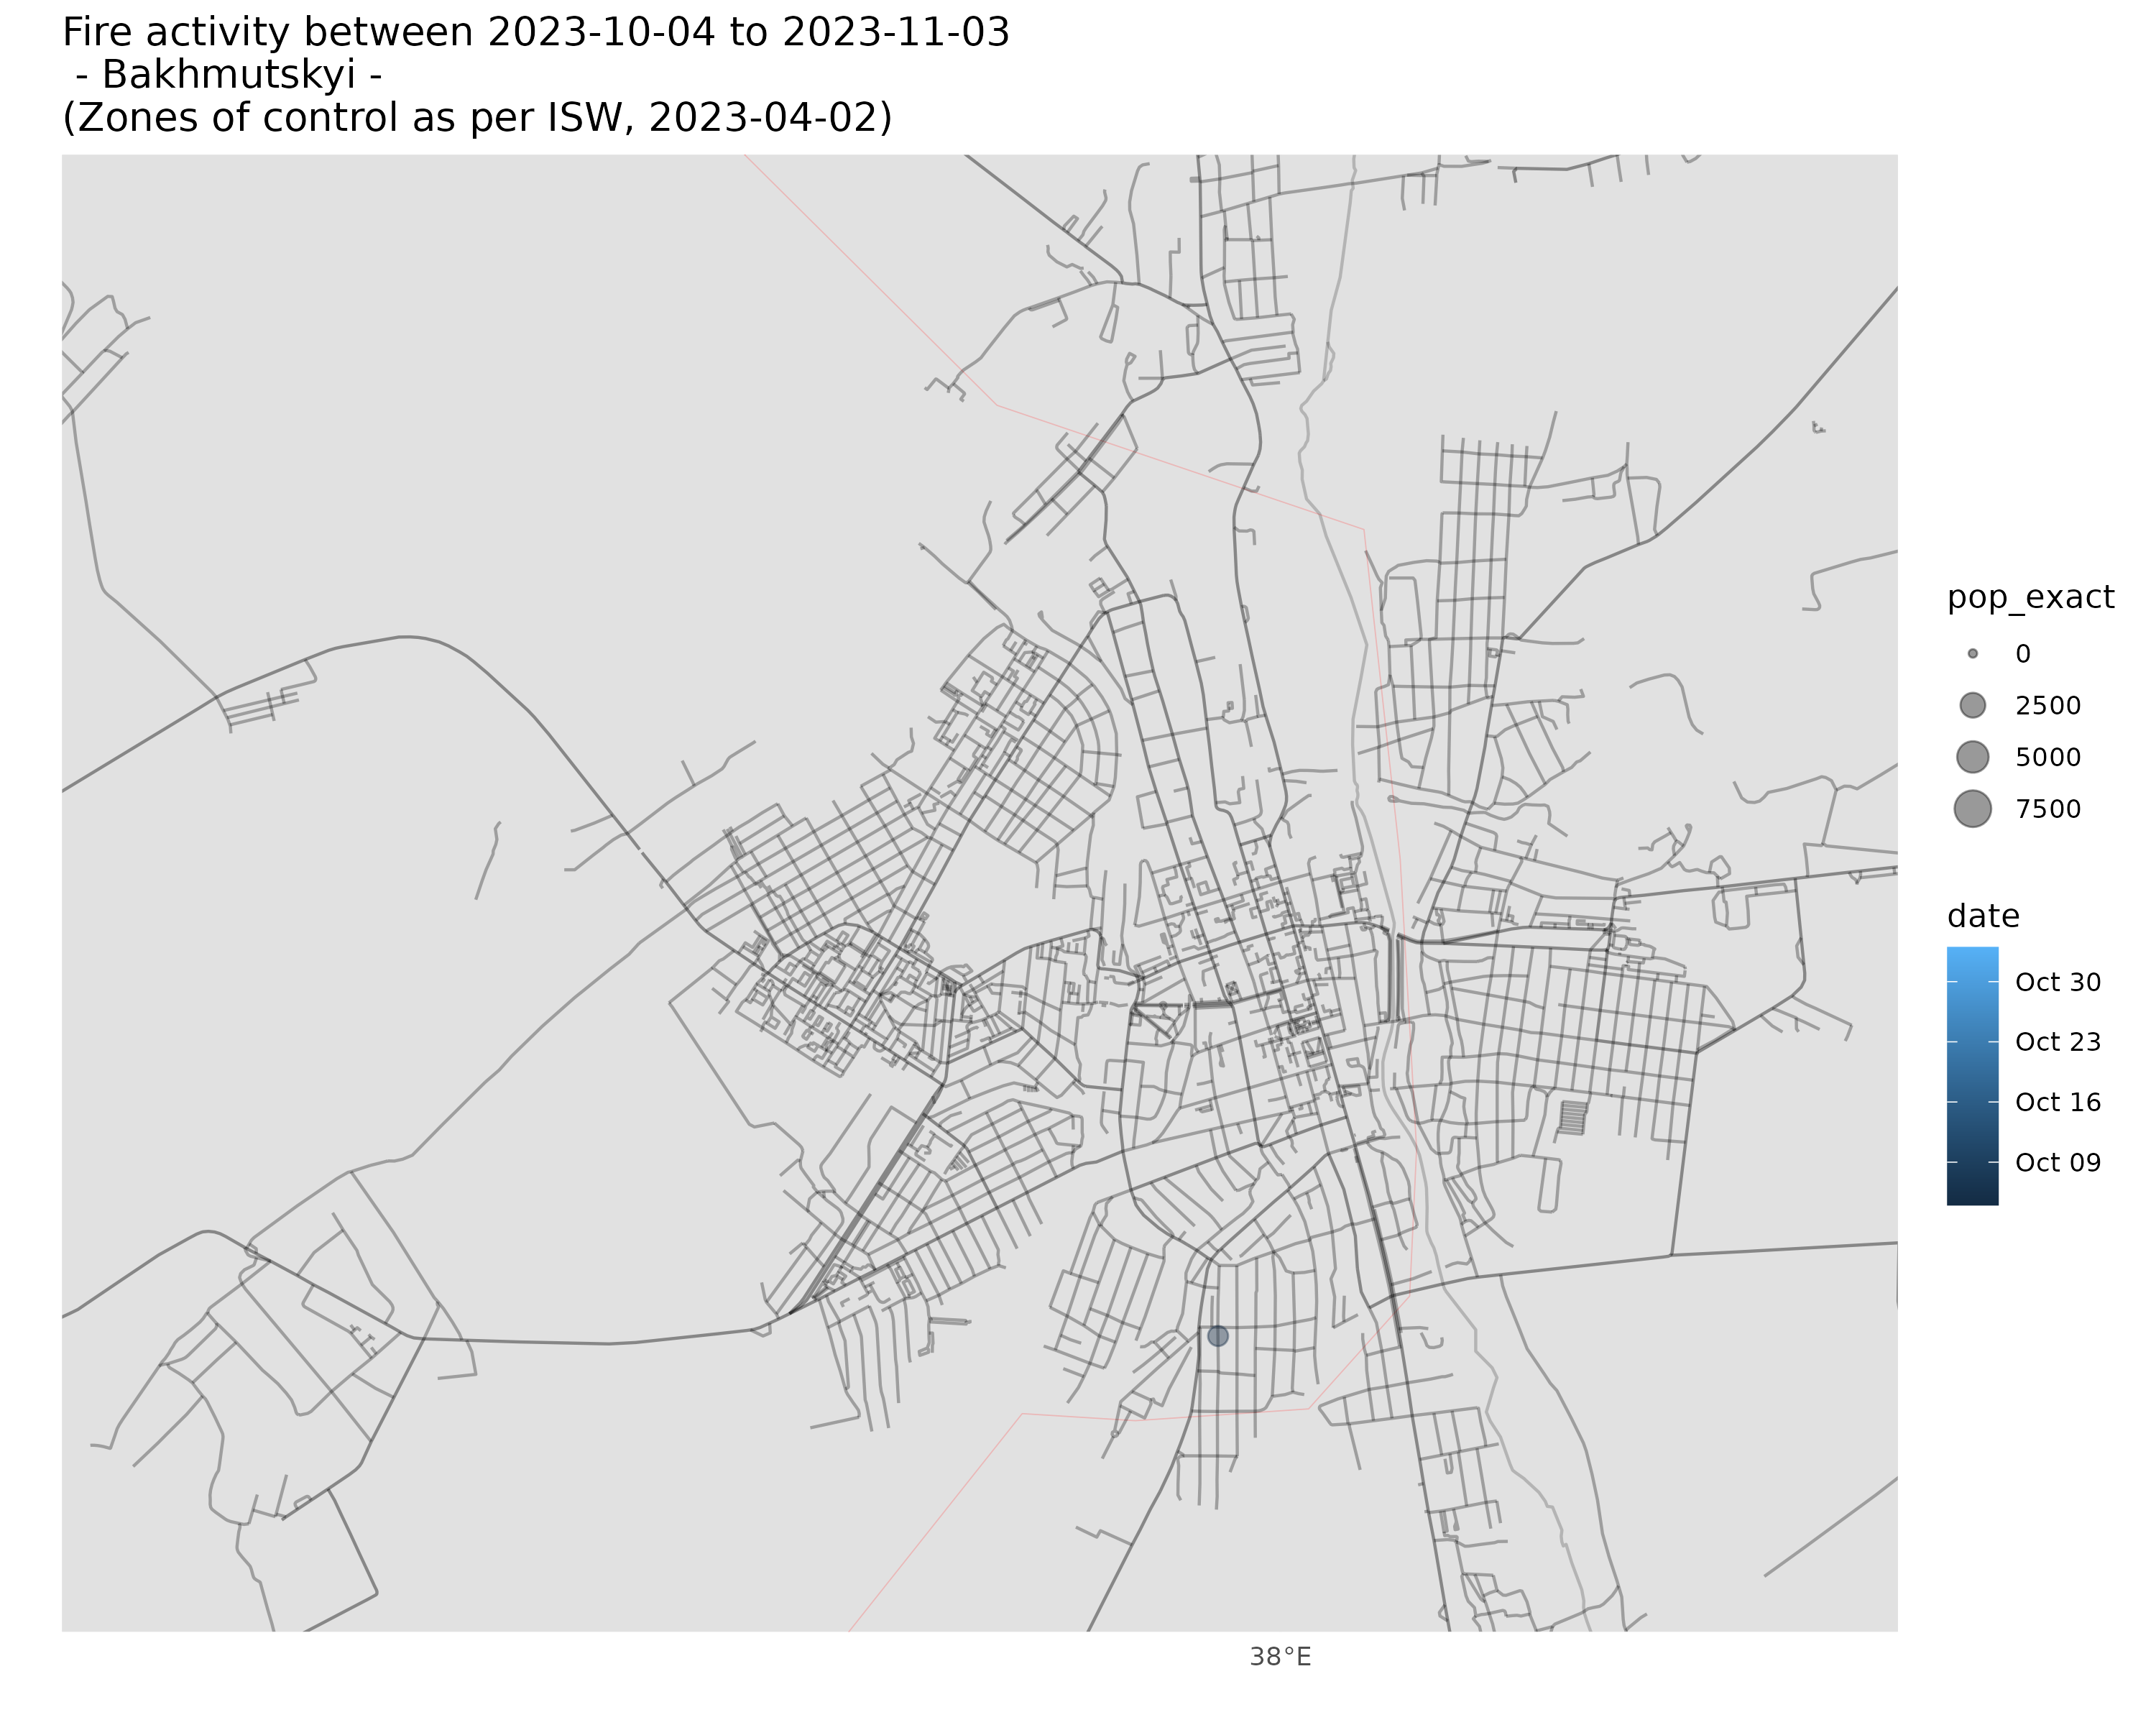 Fire activity between 2023-10-04 to 2023-11-03
- Bakhmutskyi -
(Zones of control as per ISW, 2023-04-02)
pop_exact
0
2500
5000
7500
date
Oct 30
Oct 23
Oct 16
Oct 09
38°E